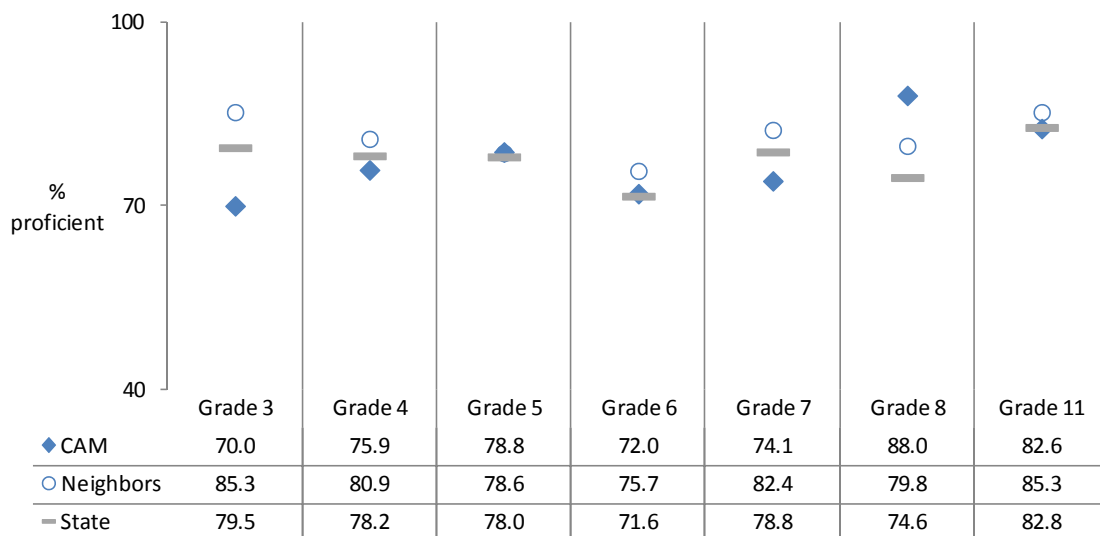 100
%
proficient
70
40
Grade 3 Grade 4 Grade 5 Grade 6 Grade 7 Grade 8 Grade 11
CAM 70.0 75.9 78.8 72.0 74.1 88.0 82.6
Neighbors 85.3 80.9 78.6 75.7 82.4 79.8 85.3
State 79.5 78.2 78.0 71.6 78.8 74.6 82.8